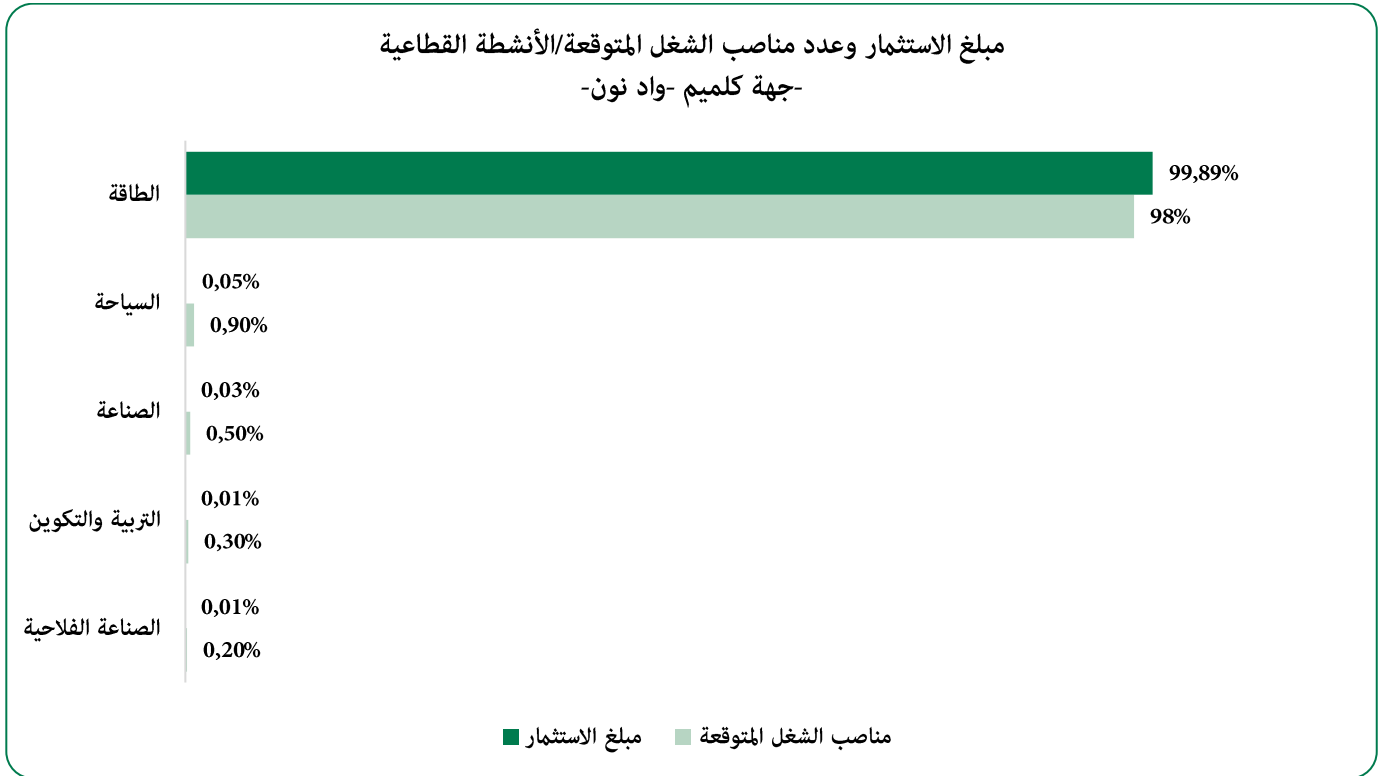 مبلغ الاستثمار وعدد مناصب الشغل المتوقعة/الأنشطة القطاعية
-جهة كلميم -واد نون-
الطاقة
99,89%
98%
السياحة
0,05%
0,90%
الصناعة
0,03%
0,50%
التربية والتكوين
0,01%
0,30%
الصناعة الفلاحية
0,01%
0,20%
مبلغ الاستثمار
مناصب الشغل المتوقعة